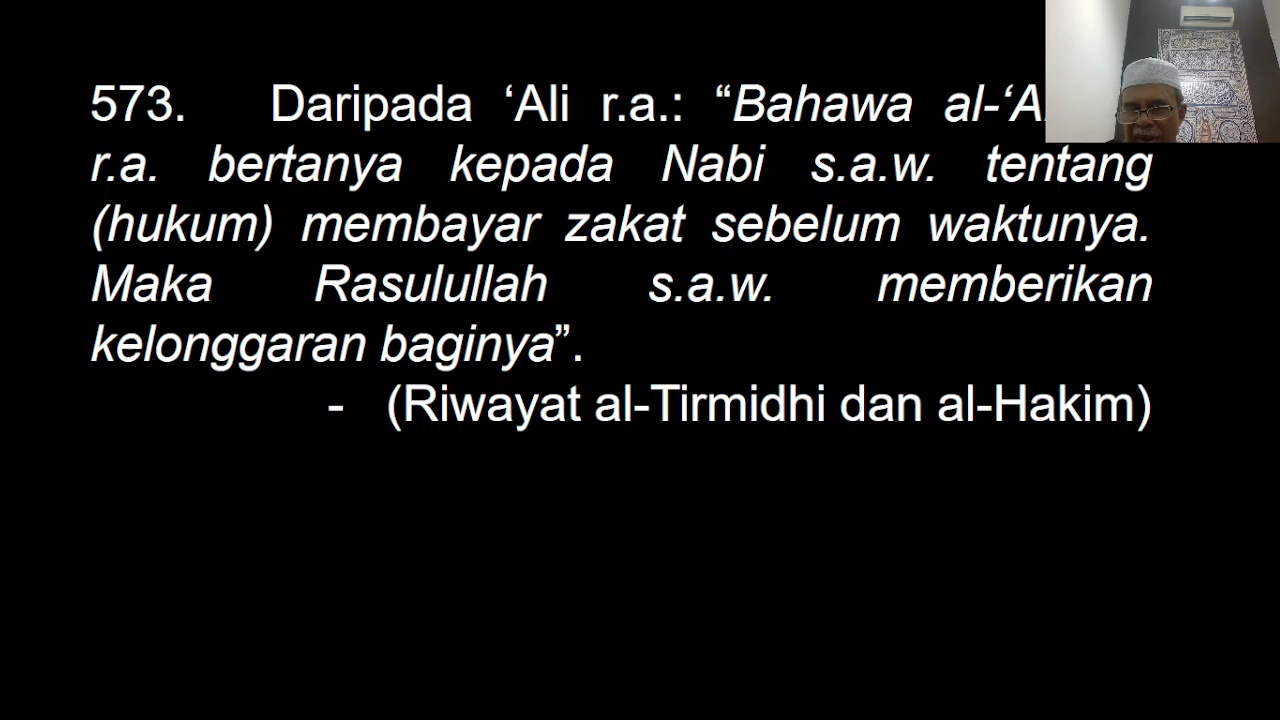 573. Daripada ‘Ali r.a.: “Bahawa
r.a. bertanya kepada Nabi s.a.w. tentang
(hukum) membayar zakat sebelum waktunya.
Maka Rasulullah s.a.w. memberikan
kelonggaran baginya”.
- (Riwayat al-Tirmidhi dan al-Hakim)